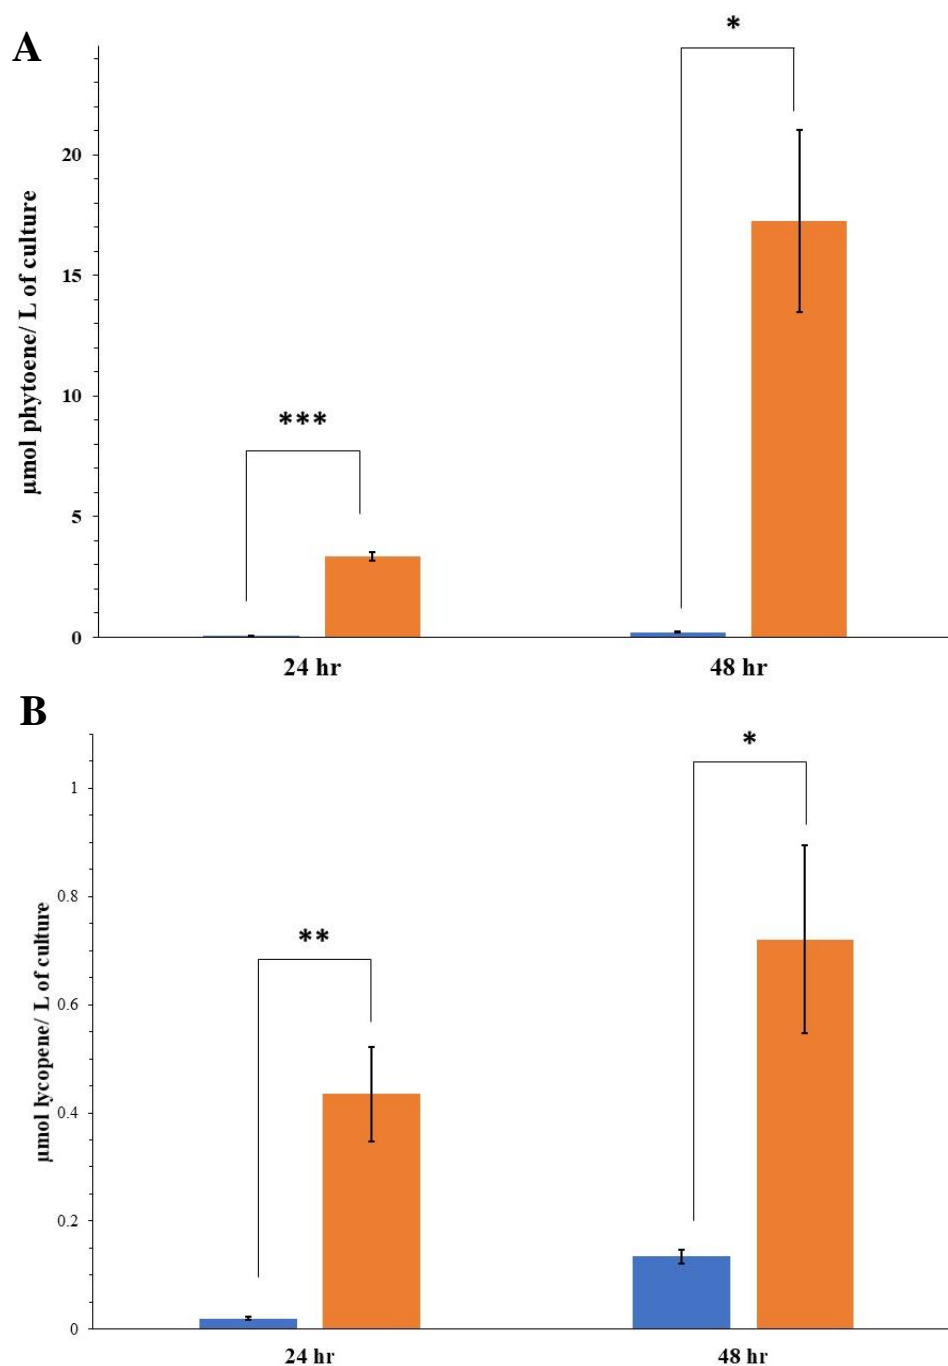 A
*
20
15
10
5
0
µmol phytoene/ L of culture
***
24 hr
48 hr
B
*
1
0.8
0.6
0.4
0.2
0
µmol lycopene/ L of culture
**
24 hr
48 hr